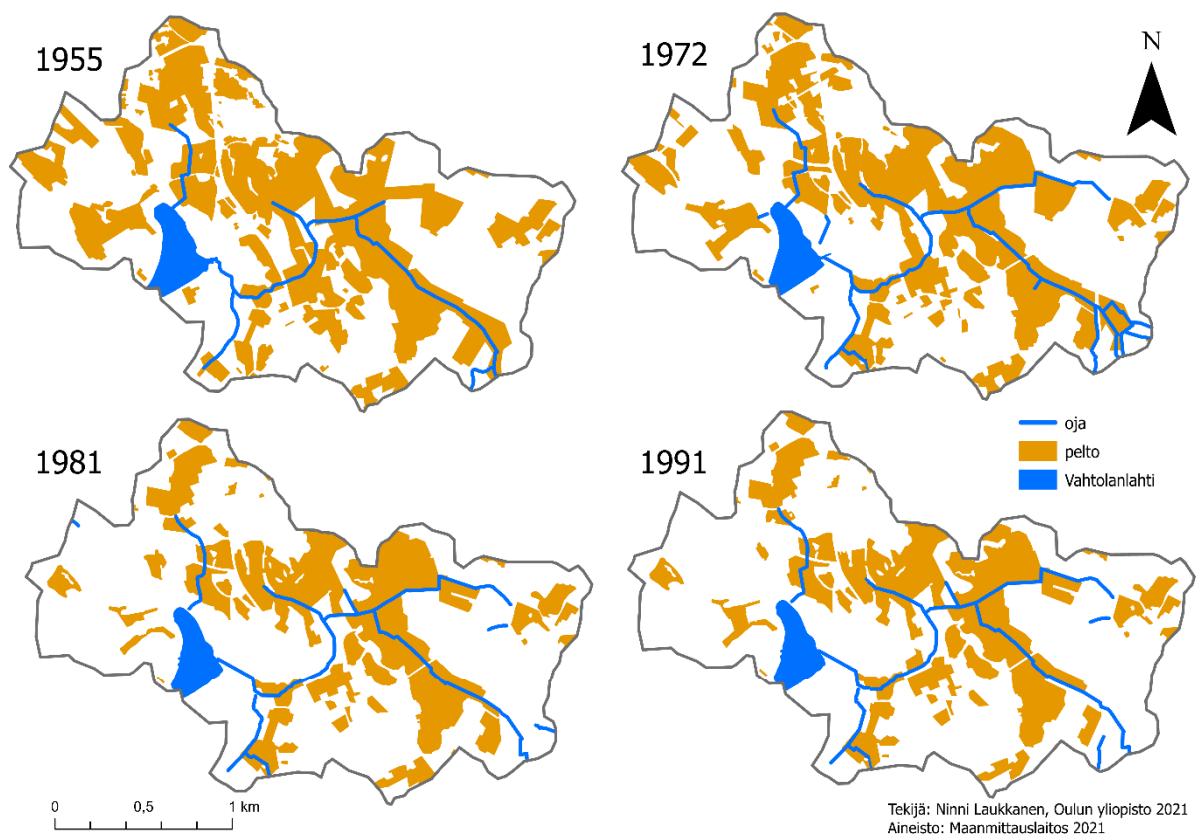 1955
1972
N
1981
1991
oja
pelto
Vahtolanlahti
0 0,5 1 km
Tekijä: Ninni Laukkanen, Oulun yliopisto 2021
Aineisto: Maanmittauslaitos 2021